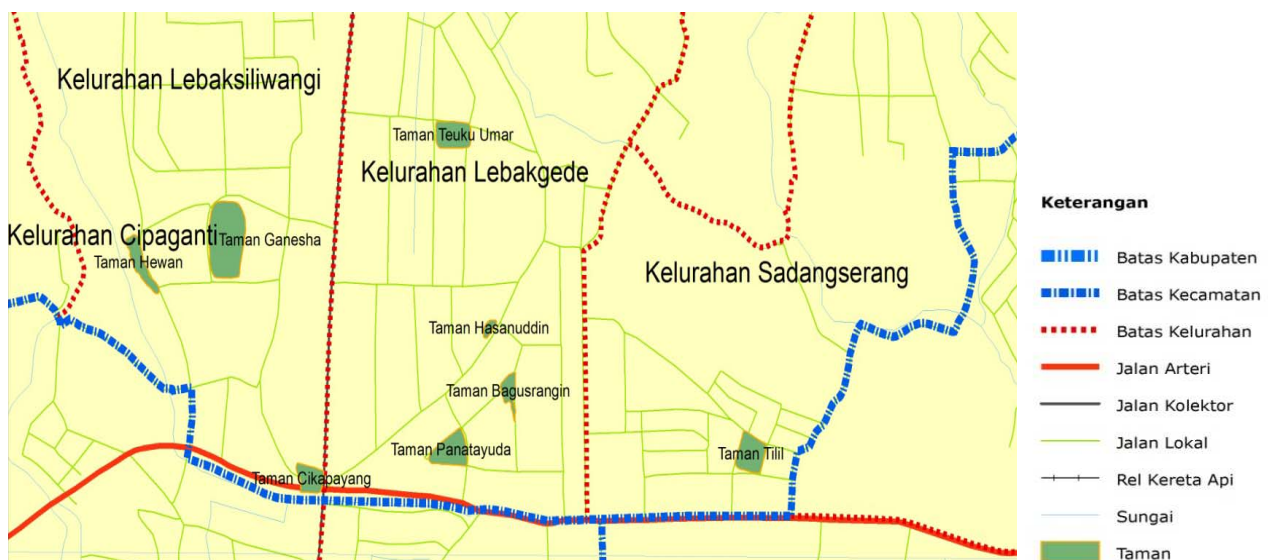 Kelurahan Lebaksiliwangi
Taman Teuku Umar
Kelurahan Lebakgede
Kelurahan Cipaganti
Taman Ganesha
Taman Hewan
Kelurahan Sadangserang
Taman Hasanuddin
Taman Bagusrangin
Taman Panatayuda
Taman Tilil
Taman Cikabayang
Keterangan
Batas Kabupaten
Batas Kecamatan
Batas Kelurahan
Jalan Arteri
Jalan Kolektor
Jalan Lokal
Rel Kereta Api
Sungai
Taman